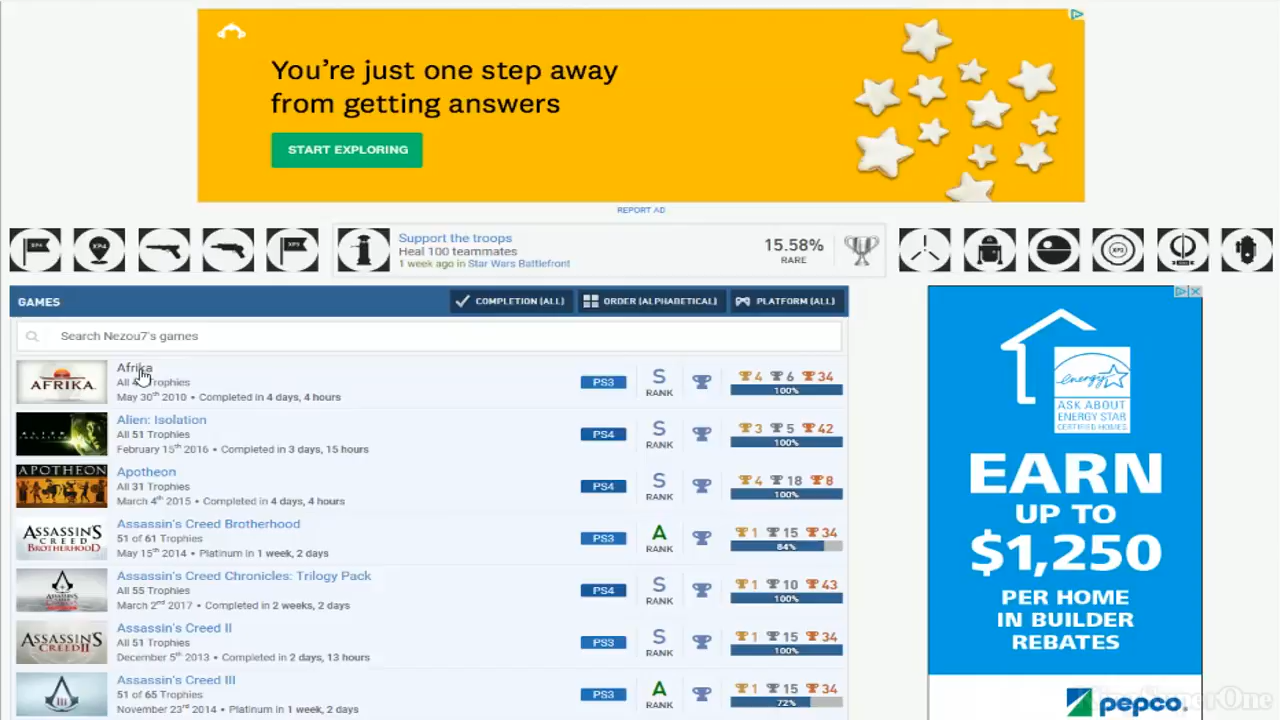 You're just one step away
from getting answers
START EXPLORING
REPORT AD
XP4
XP4
XP3
Support the troops
Heal 100 teammates
1 week ago in Star Wars Battlefront
15.58%
RARE
XP2
GAMES
COMPLETION (ALL)
ORDER (ALPHABETICAL)
PLATFORM (ALL)
Search Nezou7's games
AFRIKA.
Afrika
All Trophies
May 30th 2010 • Completed in 4 days, 4 hours
PS3
S
RANK
4 6 34
100%
ALIEN
ISOLATION
Alien: Isolation
All 51 Trophies
February 15th 2016 • Completed in 3 days, 15 hours
PS4
S
RANK
3 5 42
100%
APOTHEON
Apotheon
All 31 Trophies
March 4th 2015 • Completed in 4 days, 4 hours
PS4
S
RANK
4 18 8
100%
ASSASSIN'S
CREED
BROTHERHOOD
Assassin's Creed Brotherhood
51 of 61 Trophies
May 15th 2014 • Platinum in 1 week, 2 days
PS3
A
RANK
1 15 34
84%
Assassin's Creed Chronicles: Trilogy Pack
All 55 Trophies
March 2nd 2017 • Completed in 2 weeks, 2 days
PS4
S
RANK
1 10 43
100%
ASSASSIN'S
CREED II
Assassin's Creed II
All 51 Trophies
December 5th 2013 • Completed in 2 days, 13 hours
PS3
S
RANK
1 15 34
100%
Assassin's Creed III
51 of 65 Trophies
November 23rd 2014 • Platinum in 1 week, 2 days
PS3
A
RANK
1 15 34
72%
energy
ASK ABOUT
ENERGY STAR
CERTIFIED HOMES
EARN
UP TO
$1,250
PER HOME
IN BUILDER
REBATES
pepco.